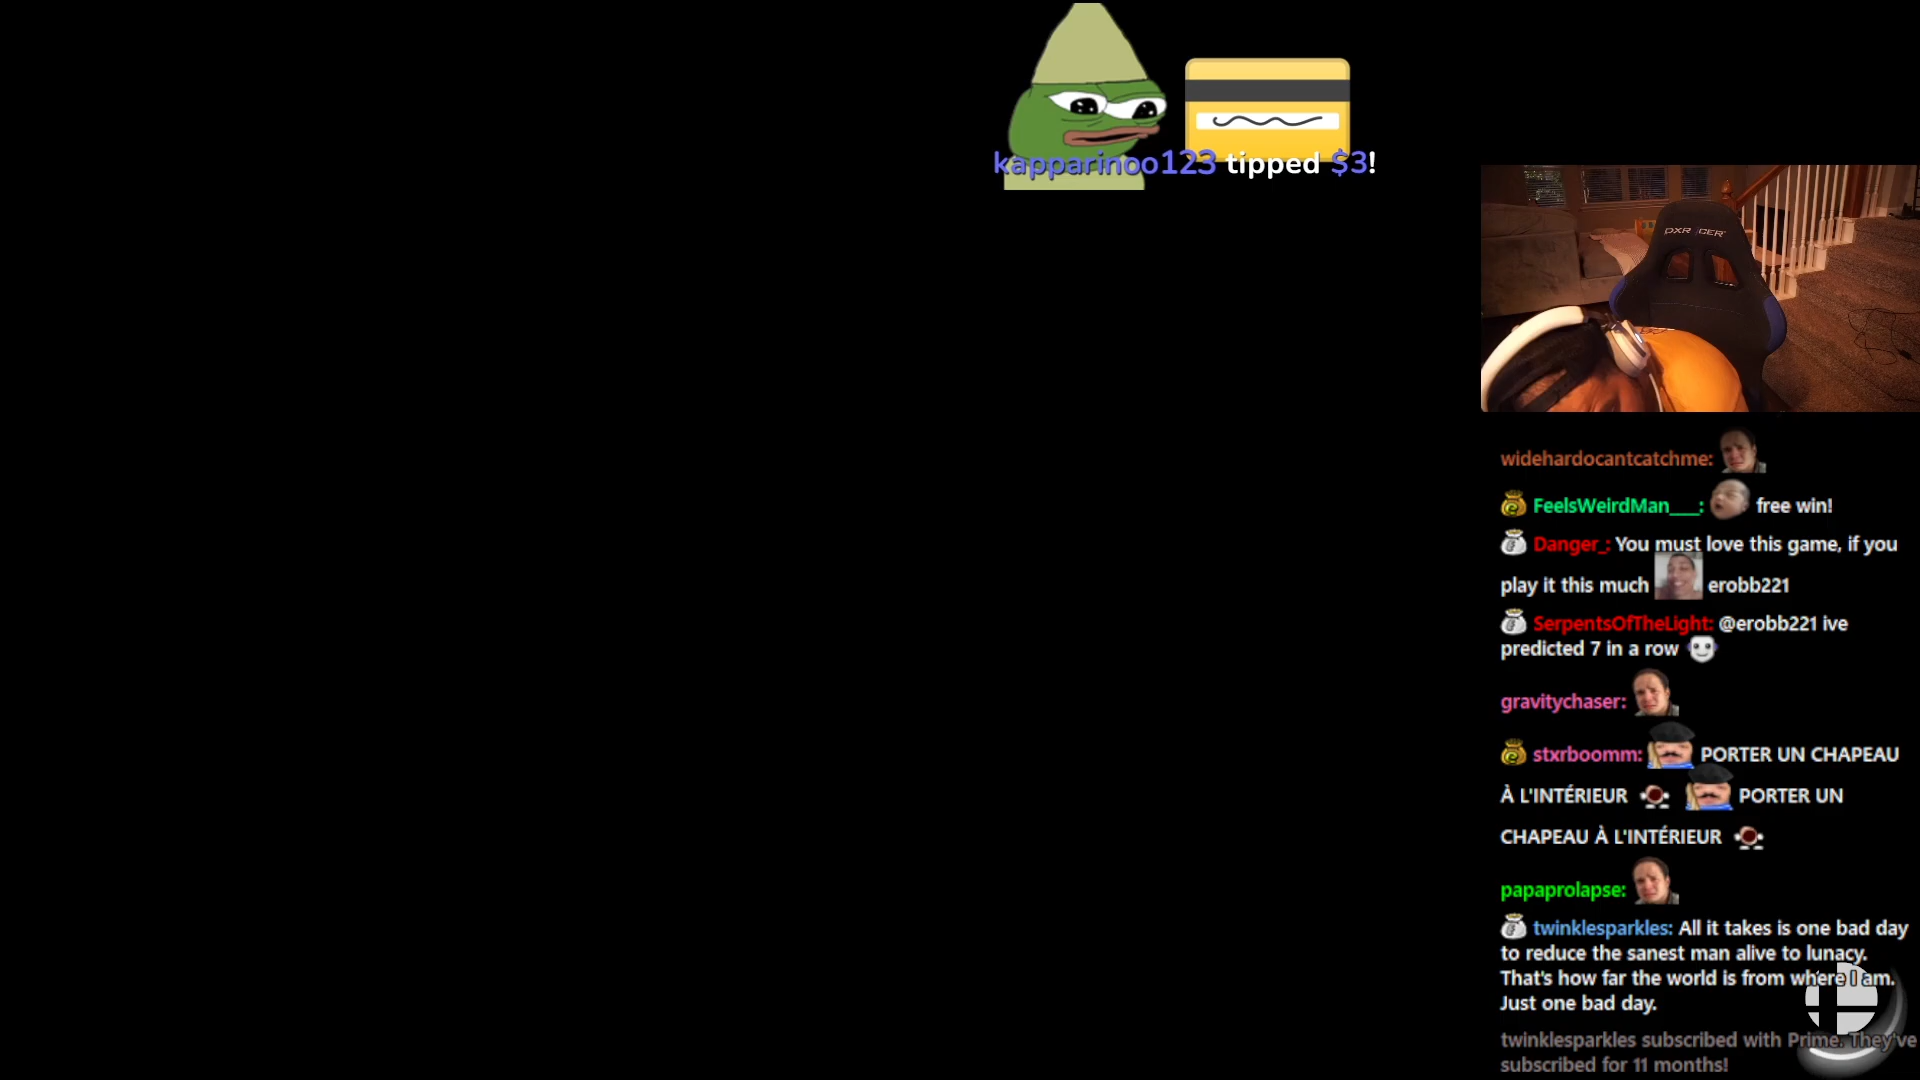 kapparinoo123 tipped $3!
DXRACER
widehardocantcatchme:
FeelsWeirdMan___: free win!
Danger_: You must love this game, if you
play it this much erobb221
SerpentsOfTheLight: @erobb221 ive
predicted 7 in a row
gravitychaser:
stxrboomm: PORTER UN CHAPEAU
À L'INTÉRIEUR PORTER UN
CHAPEAU À L'INTÉRIEUR
papaprolapse:
twinklesparkles: All it takes is one bad day
to reduce the sanest man alive to lunacy.
That's how far the world is from where I am.
Just one bad day.
twinklesparkles subscribed with Prime. They've
subscribed for 11 months!